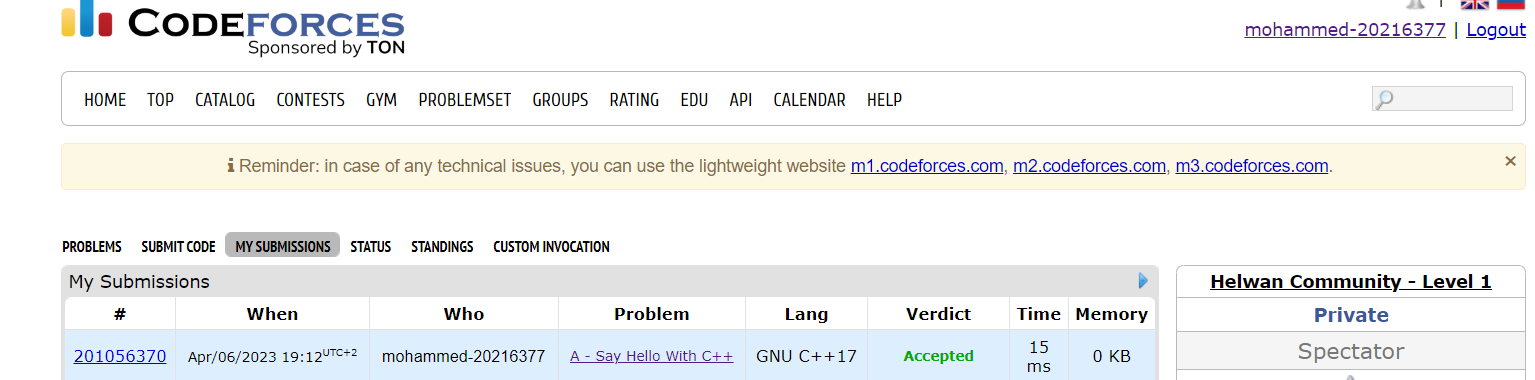 CODEFORCES
Sponsored by TON
mohammed-20216377 | Logout
HOME TOP CATALOG CONTESTS GYM PROBLEMSET GROUPS RATING EDU API CALENDAR HELP
Reminder: in case of any technical issues, you can use the lightweight website m1.codeforces.com, m2.codeforces.com, m3.codeforces.com.
PROBLEMS SUBMIT CODE MY SUBMISSIONS STATUS STANDINGS CUSTOM INVOCATION
My Submissions
# When Who Problem Lang Verdict Time Memory
201056370 Apr/06/2023 19:12UTC+2 mohammed-20216377 A - Say Hello With C++ GNU C++17 Accepted 15 ms 0 KB
Helwan Community - Level 1
Private
Spectator